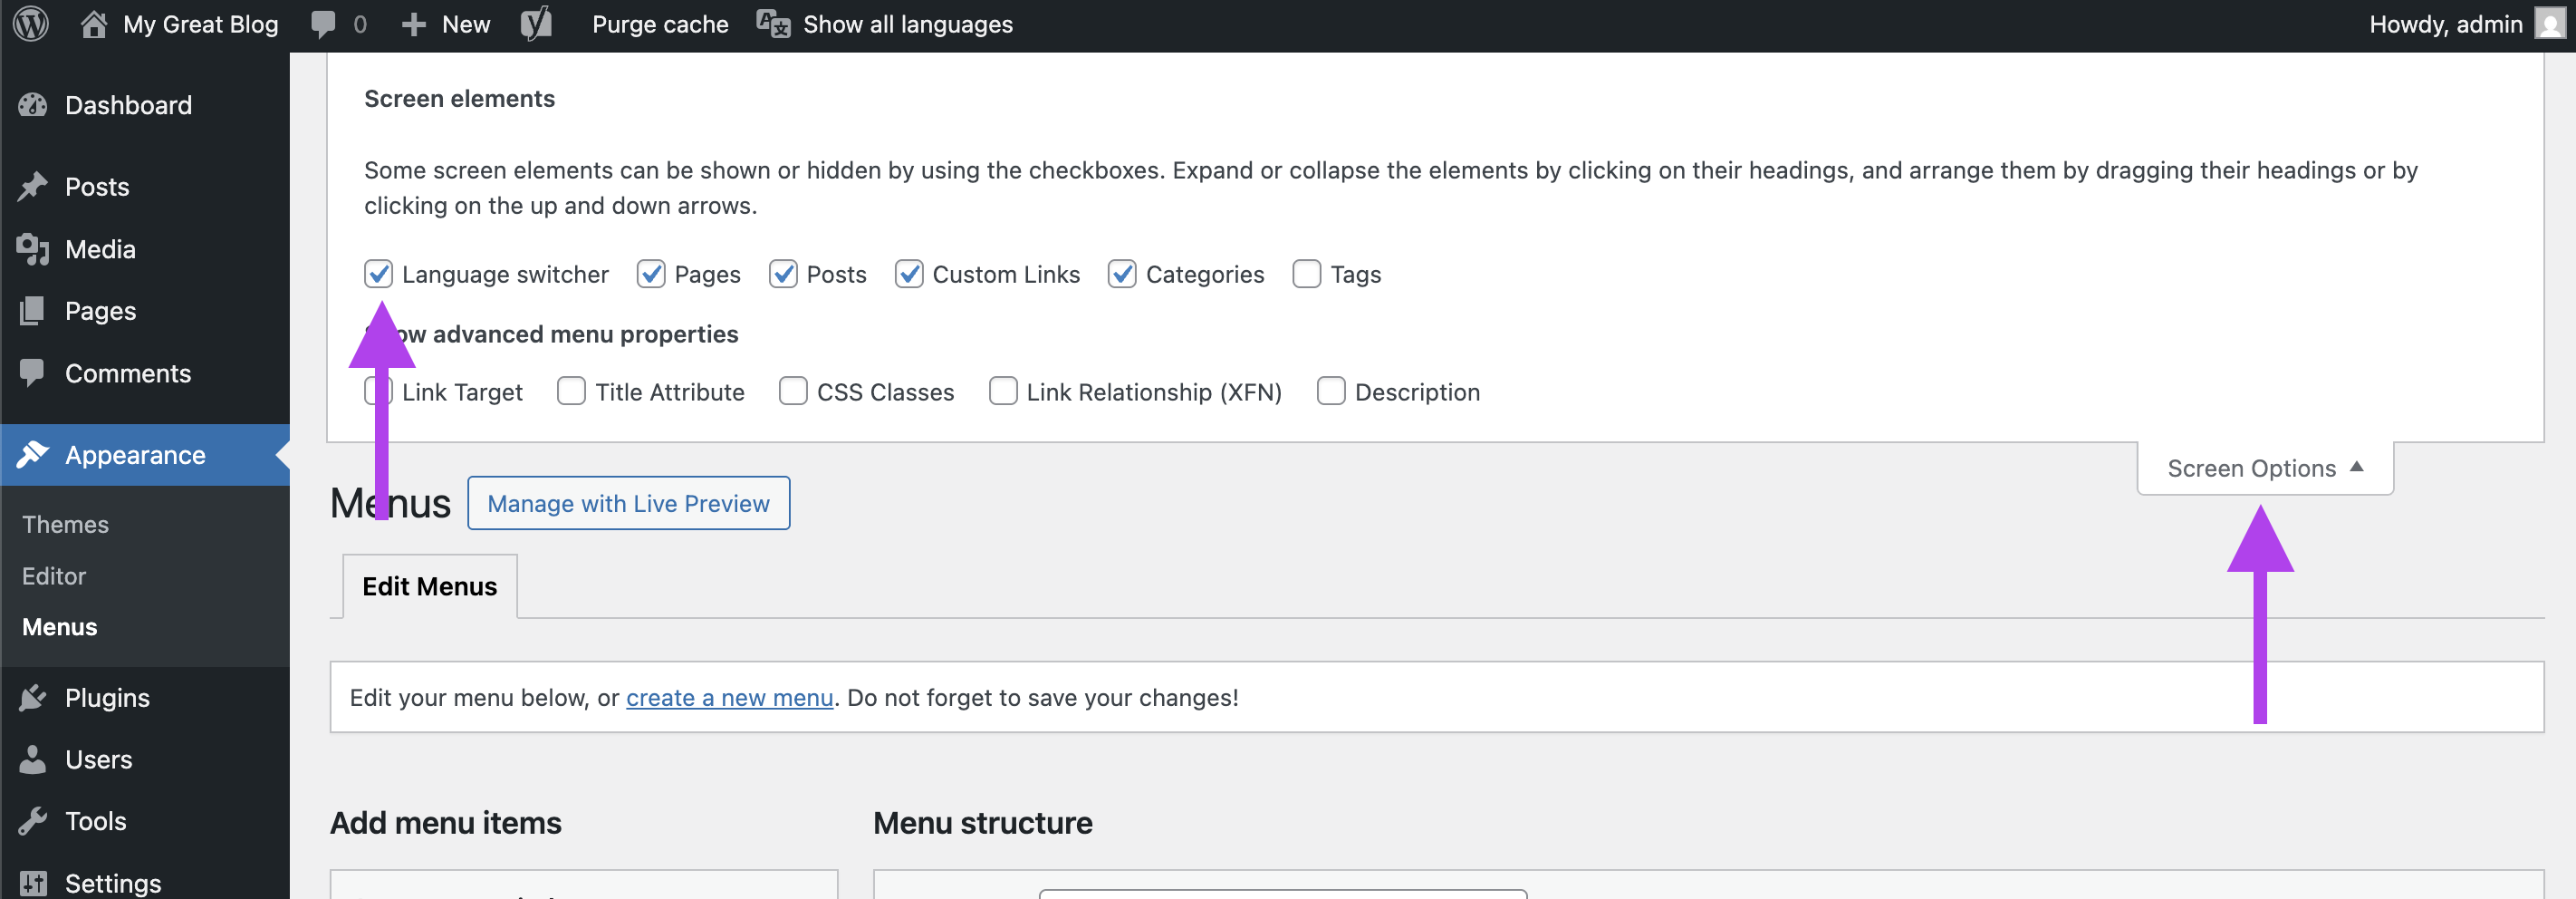 My Great Blog 0 New Purge cache Show all languages Howdy, admin
Dashboard
Posts
Media
Pages
Comments
Appearance
Themes
Editor
Menus
Plugins
Users
Tools
Settings
Screen elements
Some screen elements can be shown or hidden by using the checkboxes. Expand or collapse the elements by clicking on their headings, and arrange them by dragging their headings or by
clicking on the up and down arrows.
Language switcher Pages Posts Custom Links Categories Tags
advanced menu properties
Link Target Title Attribute CSS Classes Link Relationship (XFN) Description
Screen Options
Menus Manage with Live Preview
Edit Menus
Edit your menu below, or create a new menu. Do not forget to save your changes!
Add menu items Menu structure